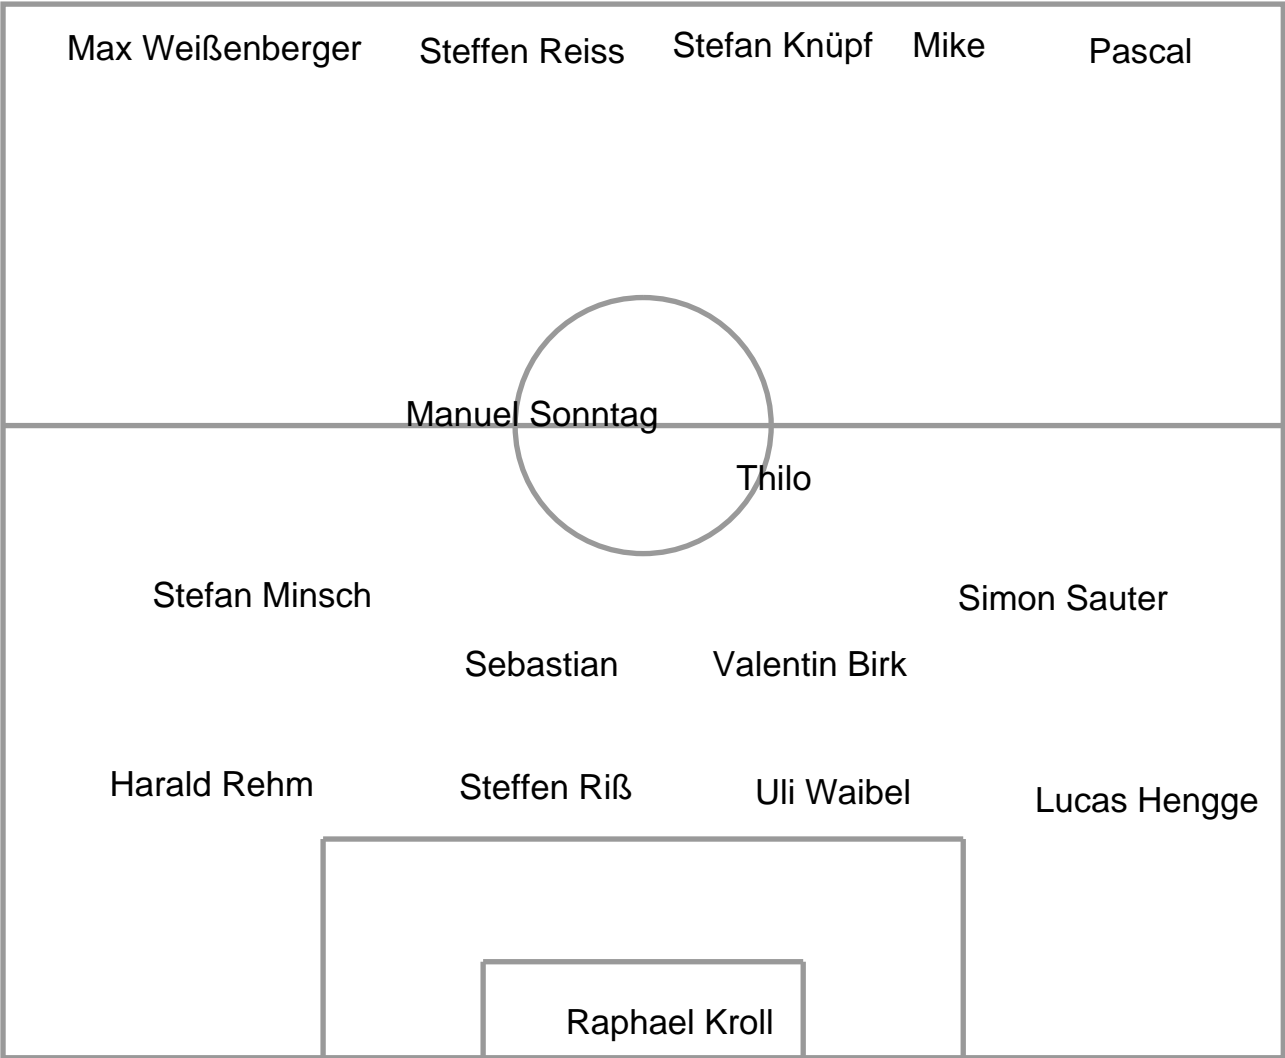 Max Weißenberger Steffen Reiss Stefan Knüpf Mike Pascal
Manuel Sonntag
Thilo
Stefan Minsch Simon Sauter
Sebastian Valentin Birk
Harald Rehm Steffen Riß Uli Waibel Lucas Hengge
Raphael Kroll